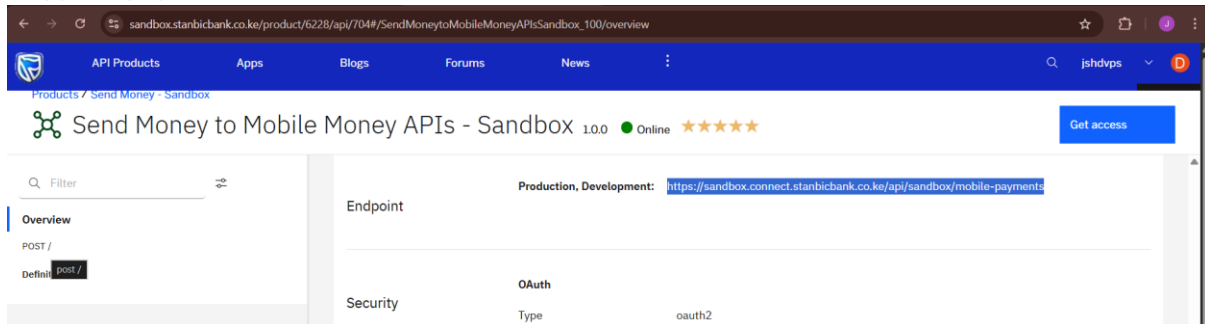 sandbox.stanbicbank.co.ke/product/6228/api/704#/SendMoneytoMobileMoneyAPIsSandbox_100/overview
J
API Products Apps Blogs Forums News jshdvps D
Products / Send Money - Sandbox
Send Money to Mobile Money APIs - Sandbox 1.0.0 Online
Get access
Filter
Overview
POST /
Definit
post /
Production, Development: https://sandbox.connect.stanbicbank.co.ke/api/sandbox/mobile-payments
Endpoint
OAuth
Security
Type oauth2